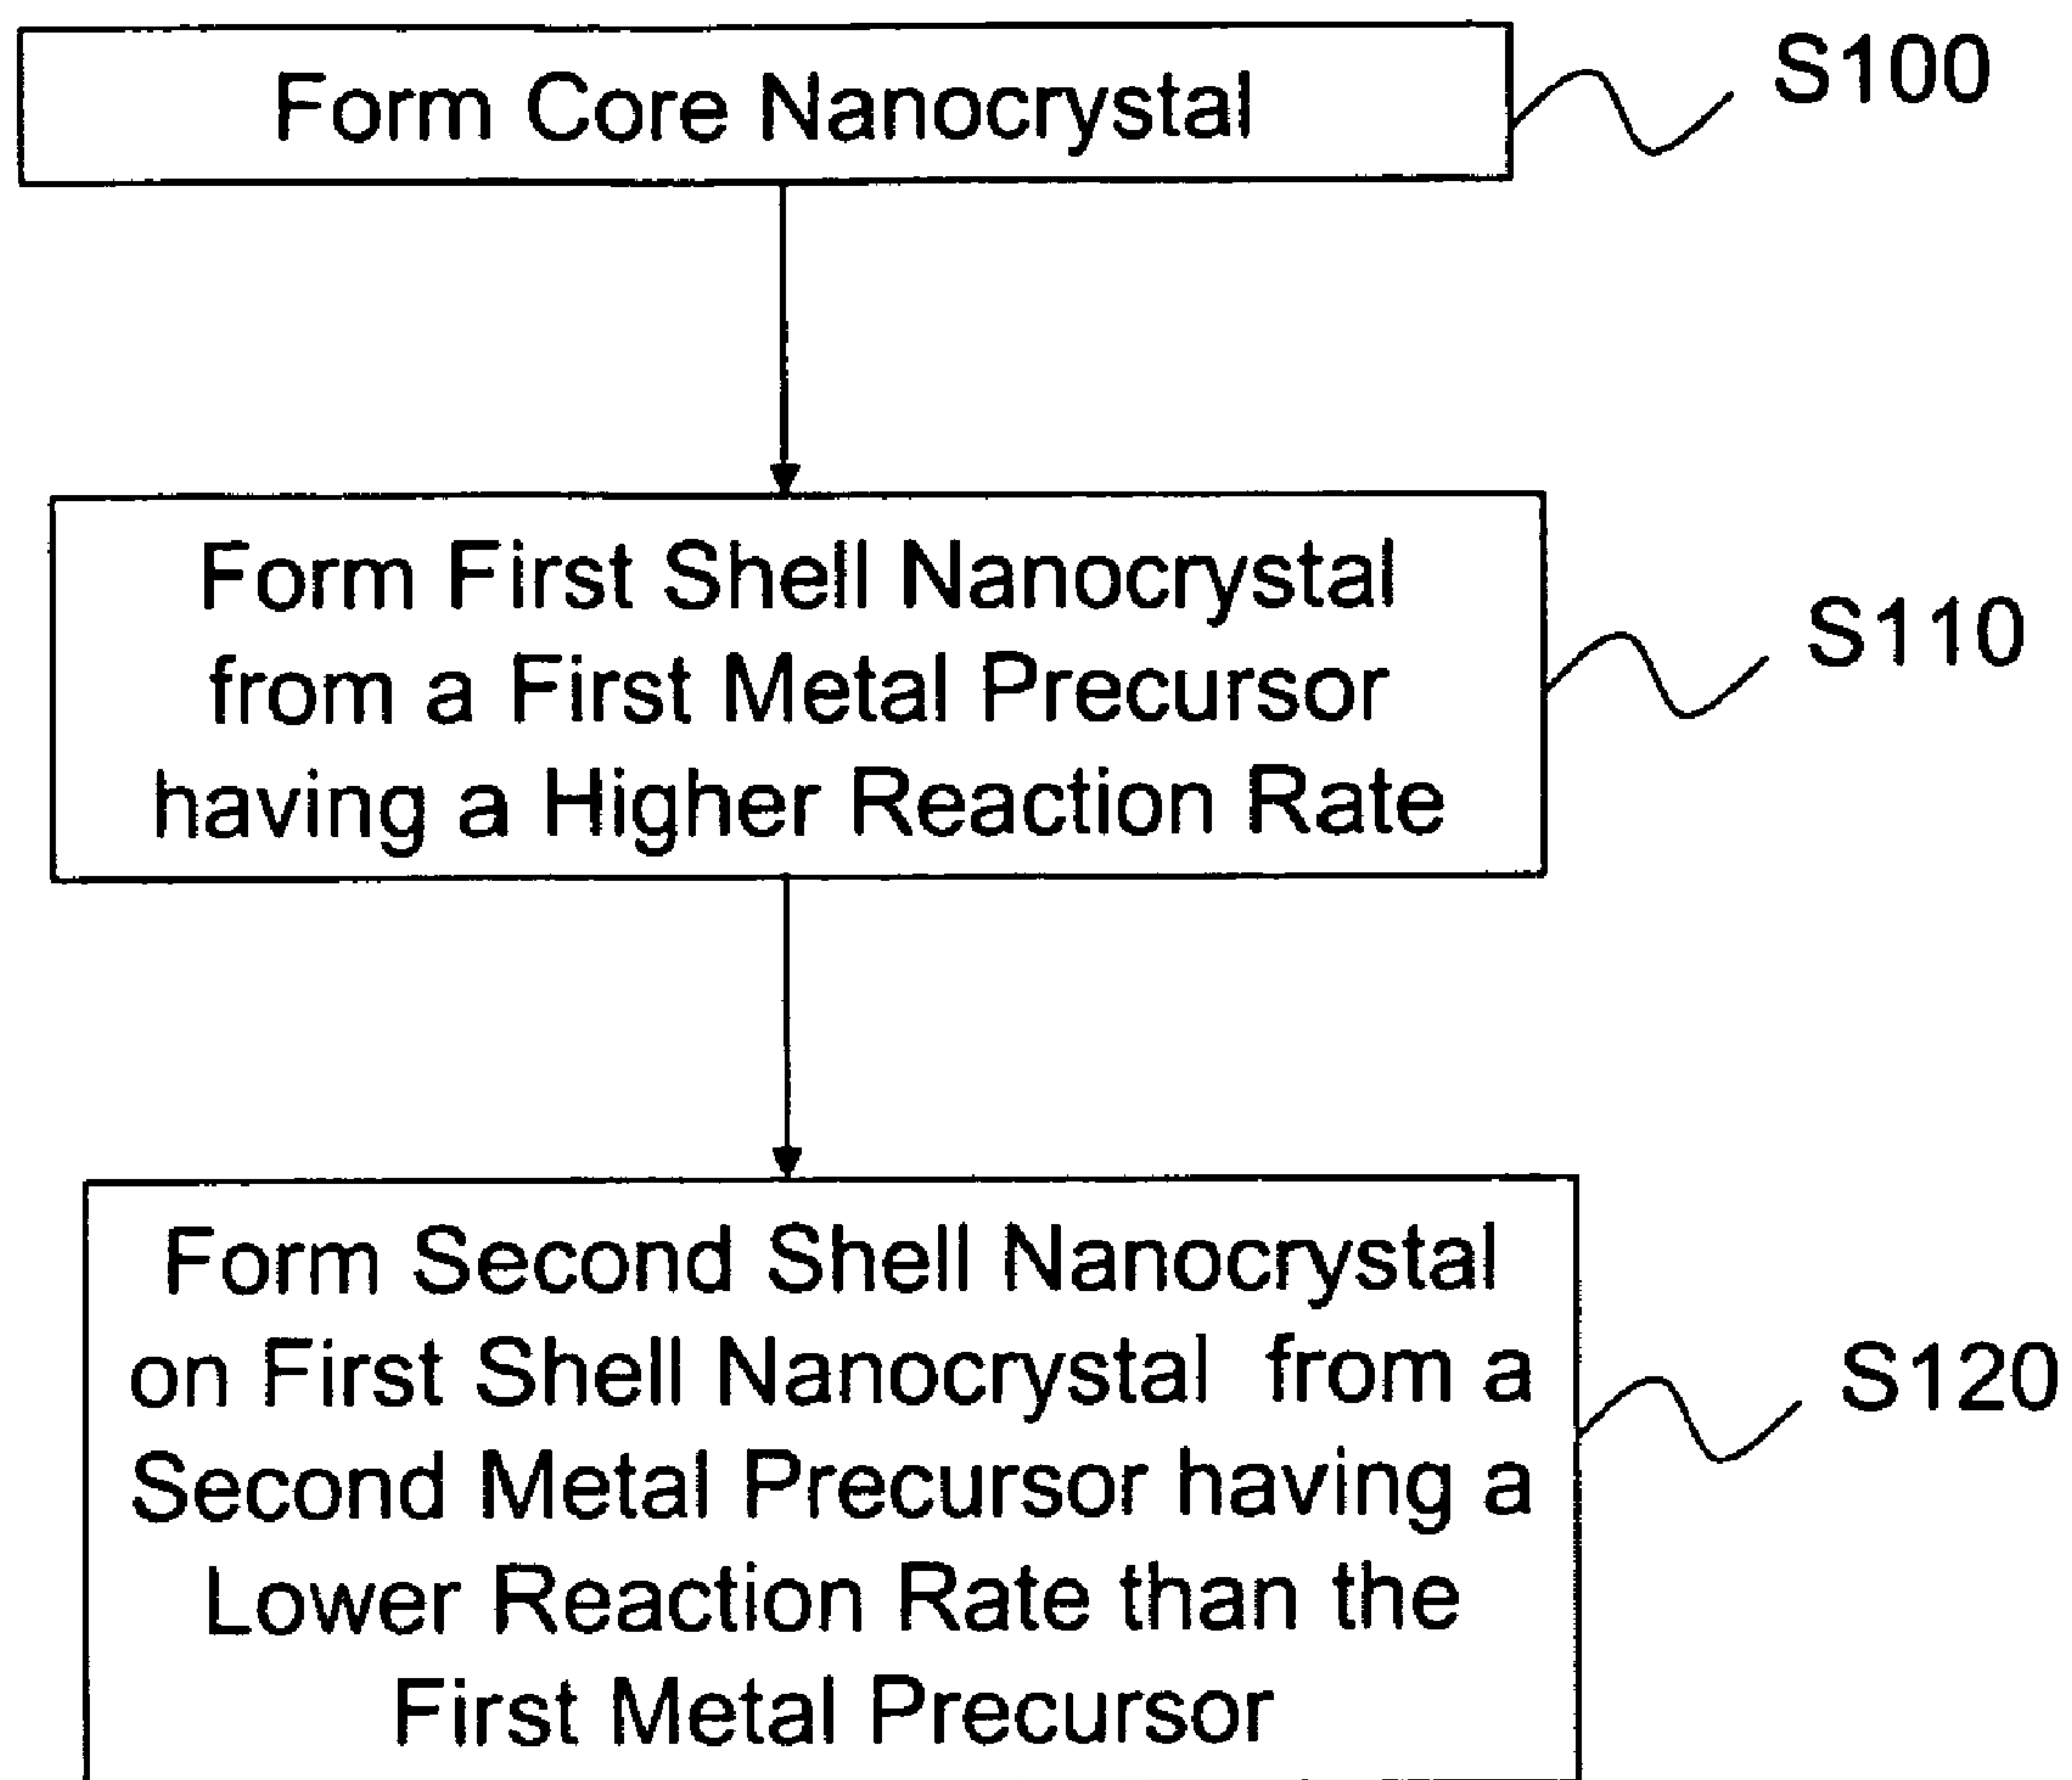 Form Core Nanocrystal
S100
Form First Shell Nanocrystal
from a First Metal Precursor
having a Higher Reaction Rate
S110
Form Second Shell Nanocrystal
on First Shell Nanocrystal from a
Second Metal Precursor having a
Lower Reaction Rate than the
First Metal Precursor
S120